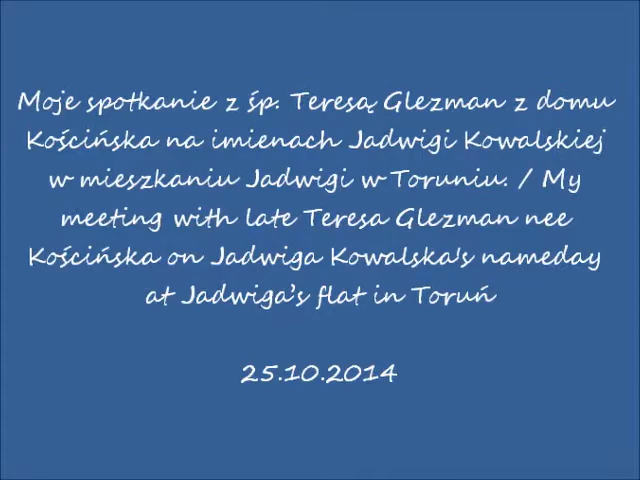 Moje spotkanie z śp. Teresą Glezman z domu
Kościńska na imienach Jadwigi Kowalskiej
w mieszkaniu Jadwigi w Toruniu. / My
meeting with late Teresa Glezman nee
Kościńska on Jadwiga Kowalska's nameday
at Jadwiga’s flat in Toruń
25.10.2014